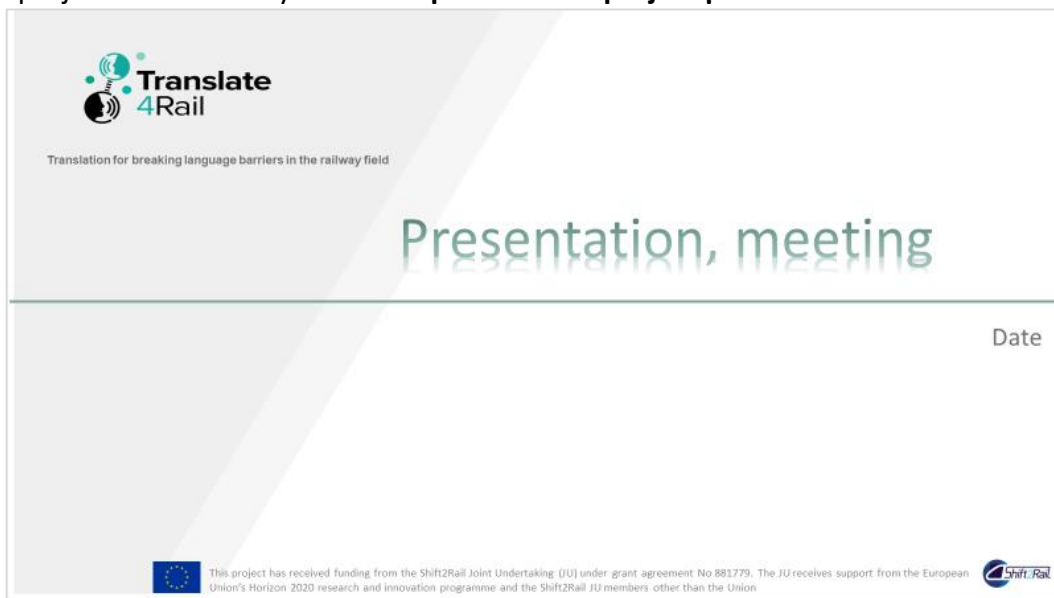 Translate
4Rail
Translation for breaking language barriers in the railway field
Presentation, meeting
Date
This project has received funding from the Shift2Rail Joint Undertaking (JU) under grant agreement No 881779. The JU receives support from the European
Union's Horizon 2020 research and innovation programme and the Shift2Rail JU members other than the Union
Shift2Rail